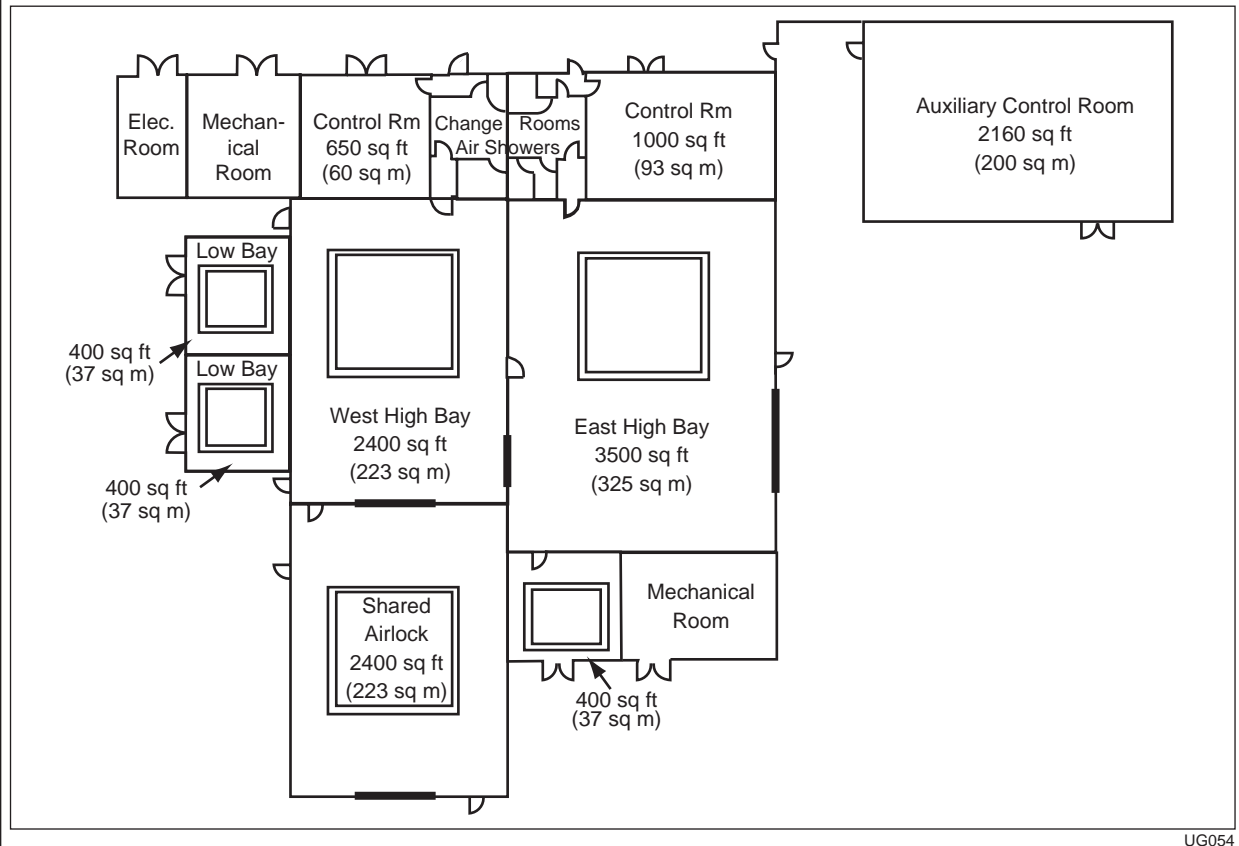 Elec.
Room
Mechan-
ical
Room
Control Rm
650 sq ft
(60 sq m)
Change Rooms
Air Showers
Control Rm
1000 sq ft
(93 sq m)
Auxiliary Control Room
2160 sq ft
(200 sq m)
Low Bay
400 sq ft
(37 sq m)
Low Bay
400 sq ft
(37 sq m)
West High Bay
2400 sq ft
(223 sq m)
East High Bay
3500 sq ft
(325 sq m)
Shared
Airlock
2400 sq ft
(223 sq m)
Mechanical
Room
400 sq ft
(37 sq m)
UG054